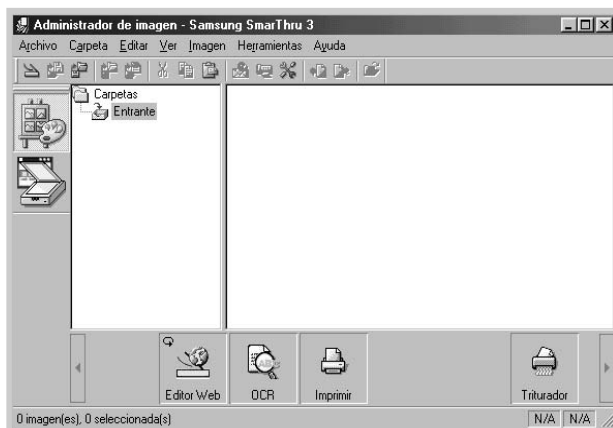 Administrador de imagen - Samsung SmarThru 3
Archivo Carpeta Editar Ver Imagen Herramientas Ayuda
Carpetas
Entrante
Editor Web OCR Imprimir Triturador
0 imagen(es), 0 seleccionada(s) N/A N/A